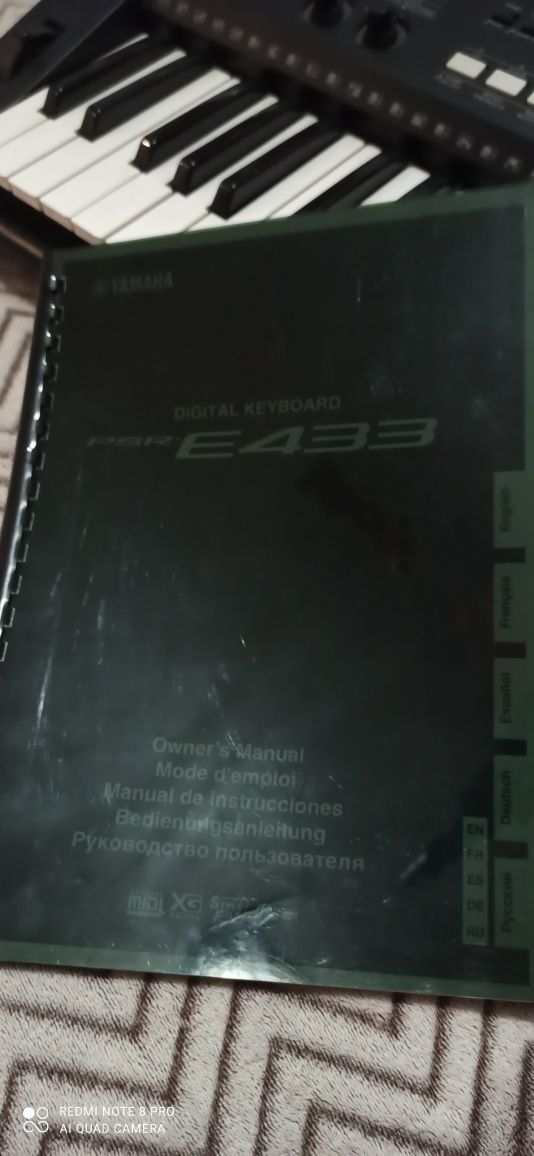 YAMAHA
DIGITAL KEYBOARD
PSR-E433
English
Français
Español
Deutsch
Русский
Owner's Manual
Mode d'emploi
Manual de instrucciones
Bedienungsanleitung
Руководство пользователя
EN
FR
ES
DE
RU
MIDI XG
REDMI NOTE 8 PRO
AI QUAD CAMERA